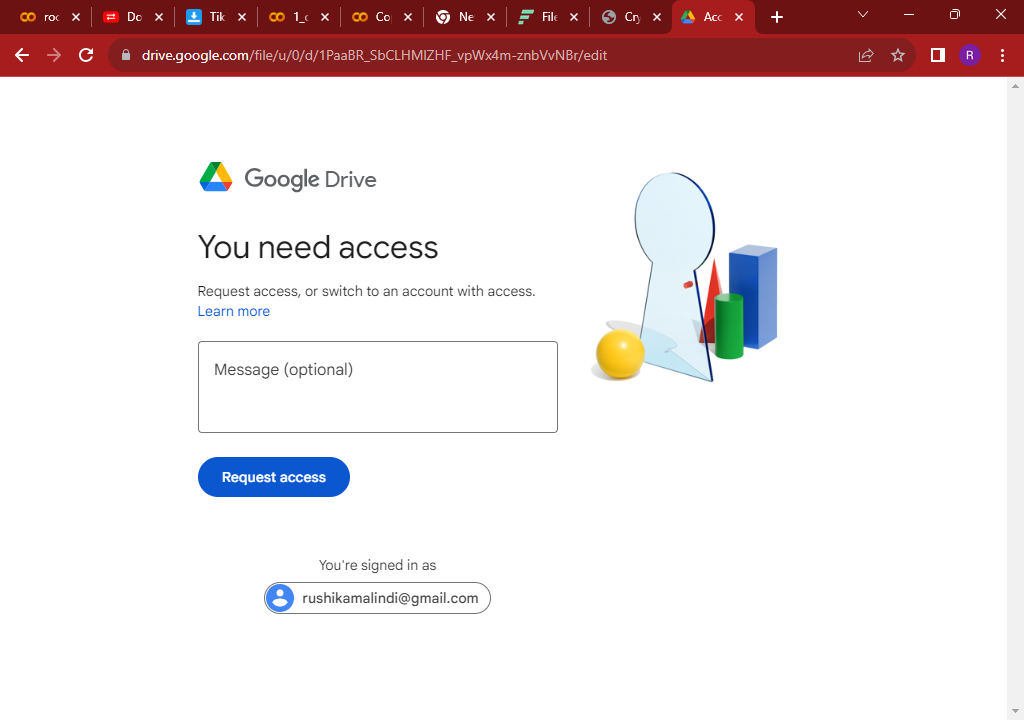 roc
Do
Tik
1_c
Co
Ne
File
Cry
Acc
drive.google.com/file/u/0/d/1PaaBR_SbCLHMIZHF_vpWx4m-znbVvNBr/edit
R
Google Drive
You need access
Request access, or switch to an account with access.
Learn more
Message (optional)
Request access
You're signed in as
rushikamalindi@gmail.com